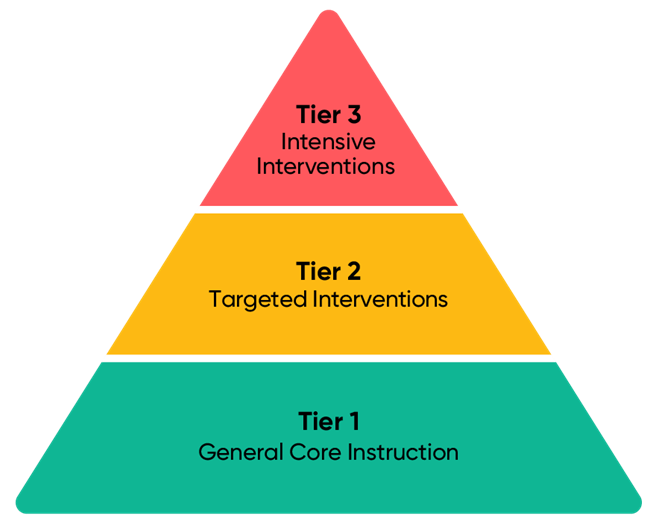 Tier 3
Intensive
Interventions
Tier 2
Targeted Interventions
Tier 1
General Core Instruction